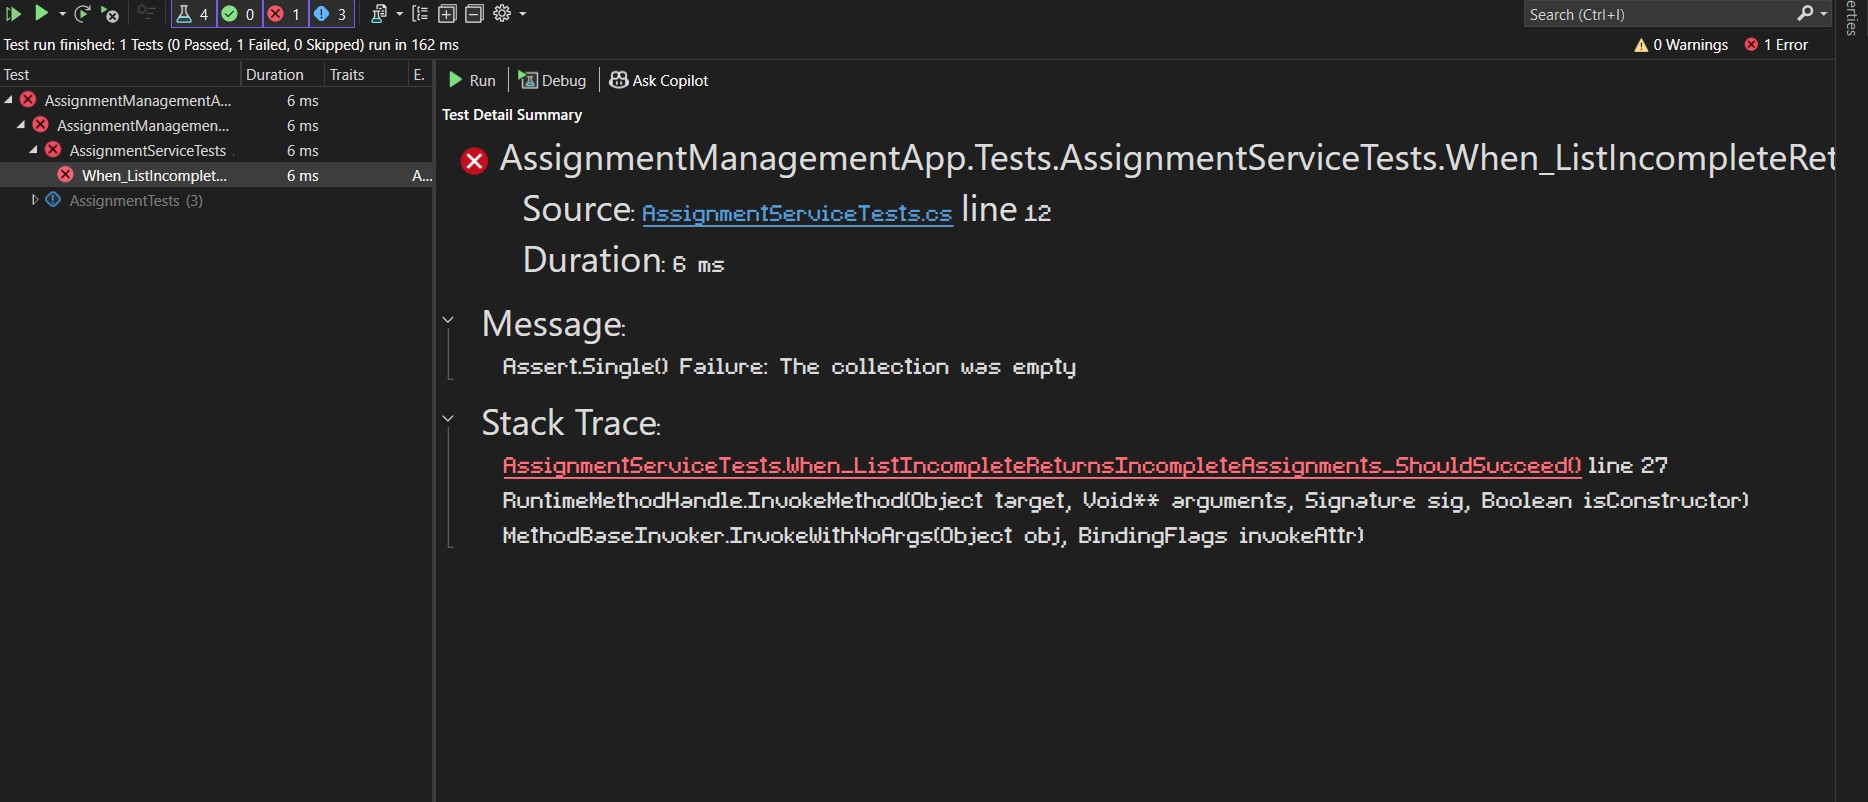 4 0 1 3
Search (Ctrl+I)
erties
Test run finished: 1 Tests (0 Passed, 1 Failed, 0 Skipped) run in 162 ms
0 Warnings 1 Error
Test Duration Traits E.
AssignmentManagementA... 6 ms
AssignmentManagemen... 6 ms
AssignmentServiceTests 6 ms
When_ListIncomplet... 6 ms A...
AssignmentTests (3)
Run Debug Ask Copilot
Test Detail Summary
AssignmentManagementApp.Tests.AssignmentServiceTests.When_ListIncompleteRet
Source: AssignmentServiceTests.cs line 12
Duration: 6 ms
Message:
Assert.Single() Failure: The collection was empty
Stack Trace:
AssignmentServiceTests.When_ListIncompleteReturnsIncompleteAssignments_ShouldSucceed() line 27
RuntimeMethodHandle.InvokeMethod(Object target, Void** arguments, Signature sig, Boolean isConstructor)
MethodBaseInvoker.InvokeWithNoArgs(Object obj, BindingFlags invokeAttr)